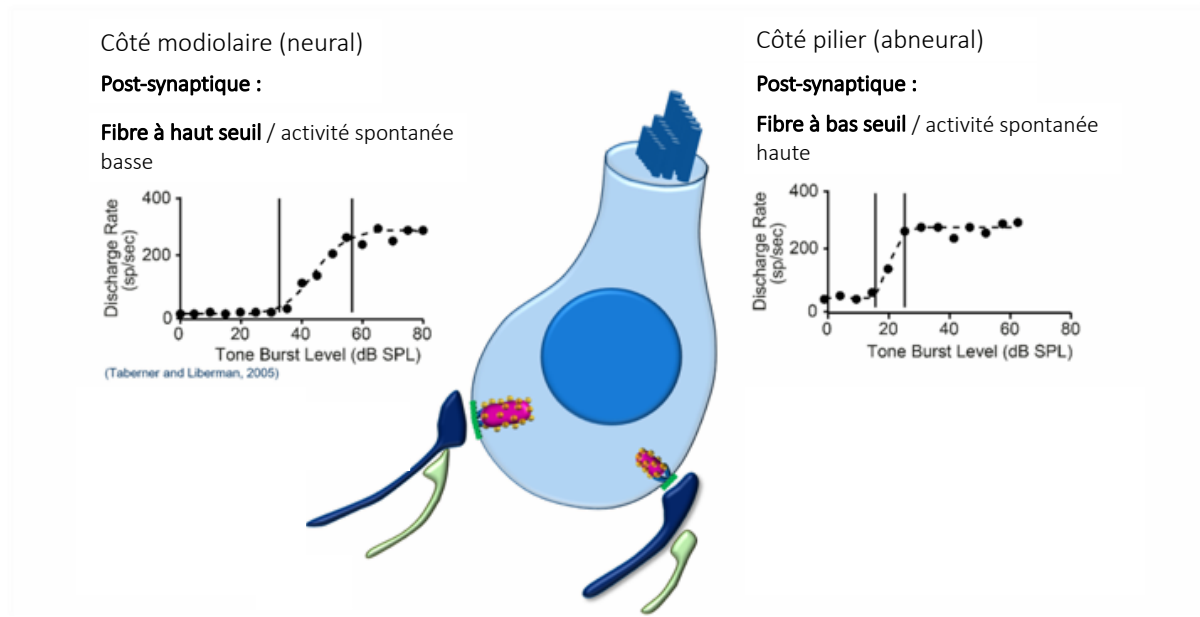 Côté modiolaire (neural)
Post-synaptique :
Fibre à haut seuil / activité spontanée
basse
400
200
0
Discharge Rate
(sp/sec)
0 20 40 60 80
Tone Burst Level (dB SPL)
(Taberner and Liberman, 2005)
Côté pilier (abneural)
Post-synaptique :
Fibre à bas seuil / activité spontanée
haute
400
200
0
Discharge Rate
(sp/sec)
0 20 40 60 80
Tone Burst Level (dB SPL)